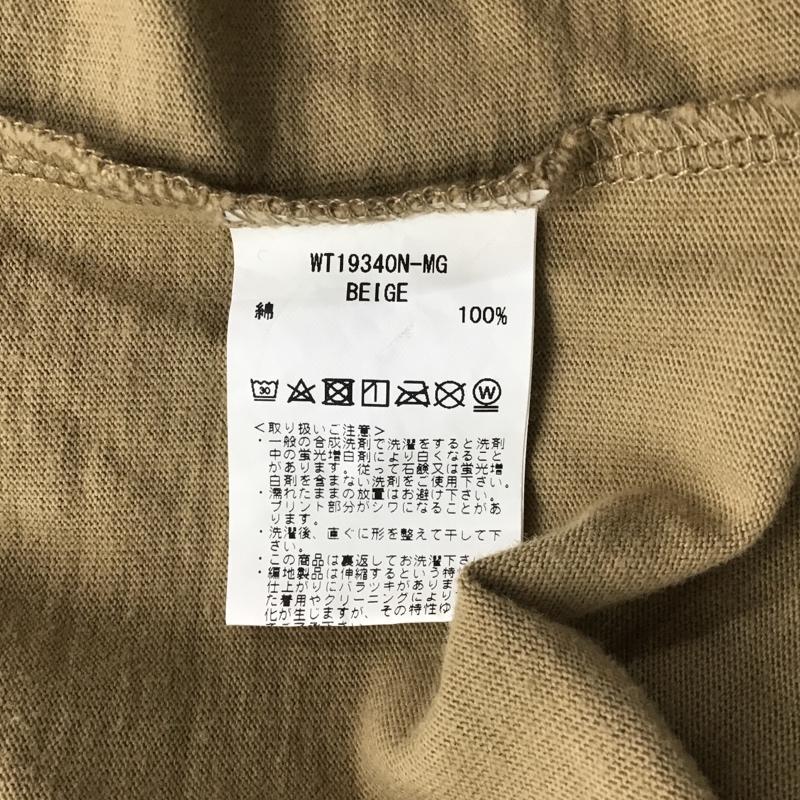 WT19340N-MG
BEIGE
綿 100%
30 W
＜取り扱いご注意＞
・一般の合成洗剤で洗濯をすると洗剤
中の蛍光増白剤により白くなること
があります。従って石鹸又は蛍光増
白剤を含まない洗剤をご使用下さい。
・濡れたままの放置はお避け下さい。
プリント部分がシワになることがあ
ります。
・洗濯後、直ぐに形を整えて干して下
さい。
・この商品は裏返してお洗濯下さい
・編地製品は伸縮するという特
仕上がりにバラツキがありま
た着用やクリーニングにより
化が生じますが、その特性ゆ